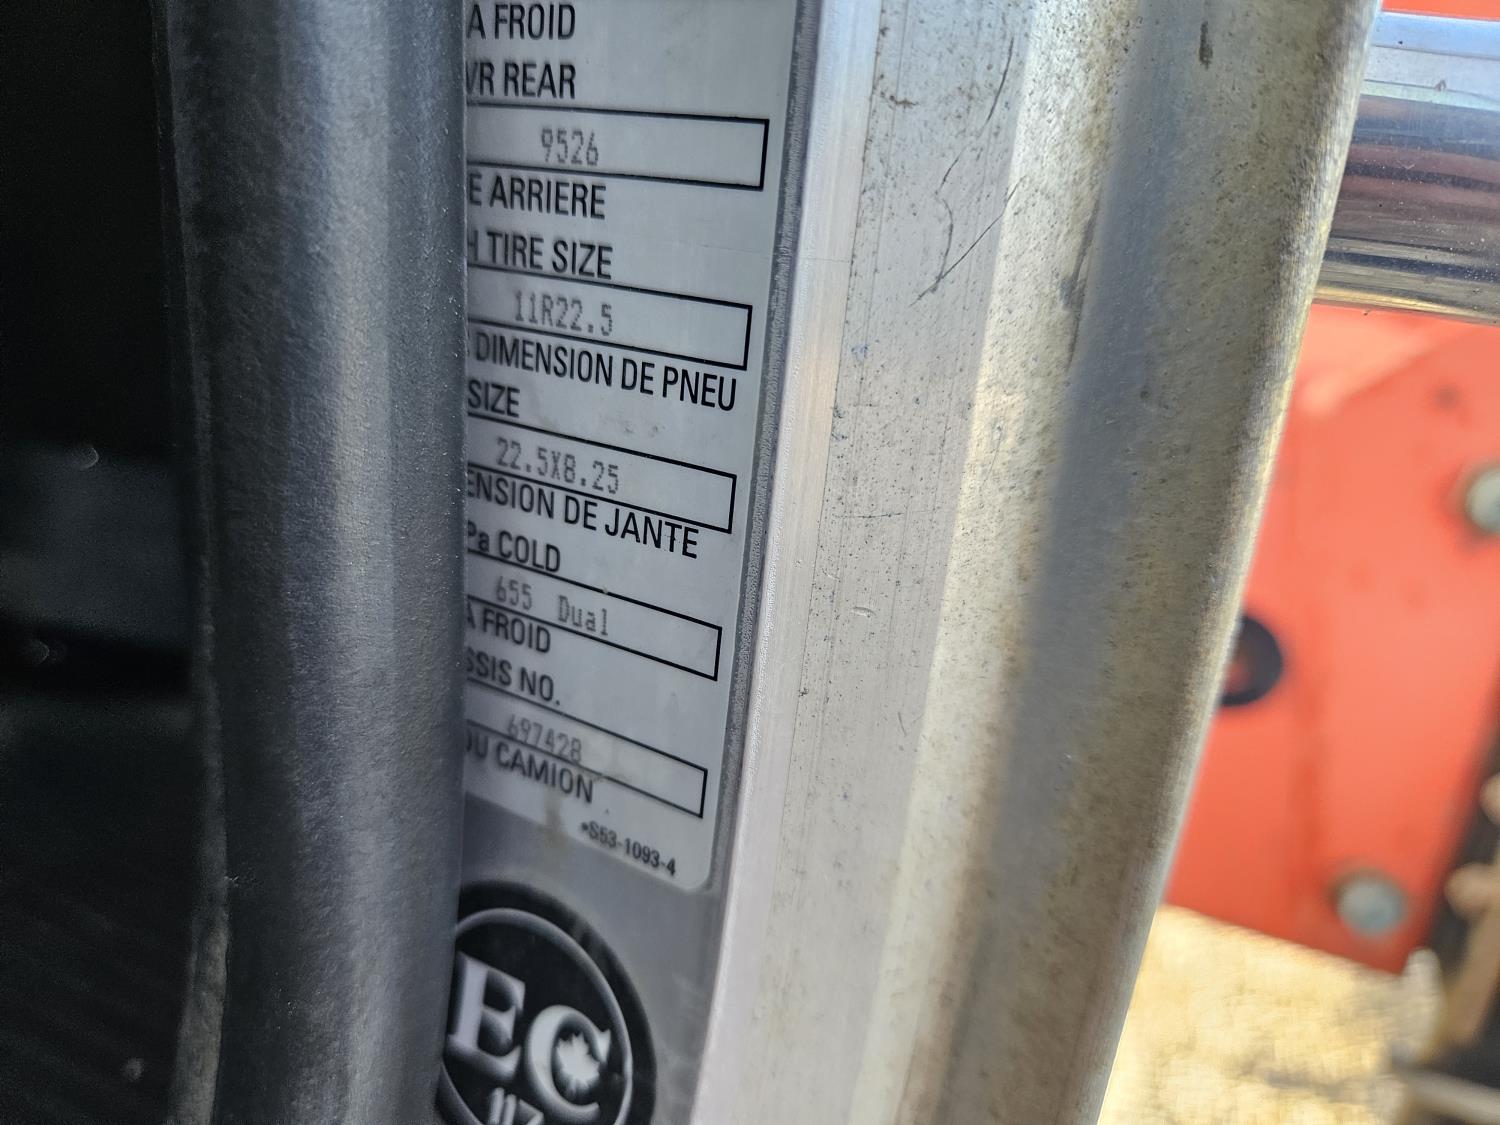 A FROID
/R REAR
9526
E ARRIERE
H TIRE SIZE
11R22.5
DIMENSION DE PNEU
SIZE
22.5X8.25
ENSION DE JANTE
Pa COLD
655 Dual
A FROID
SSIS NO.
697428
DU CAMION
*S53-1093-4
EC
117